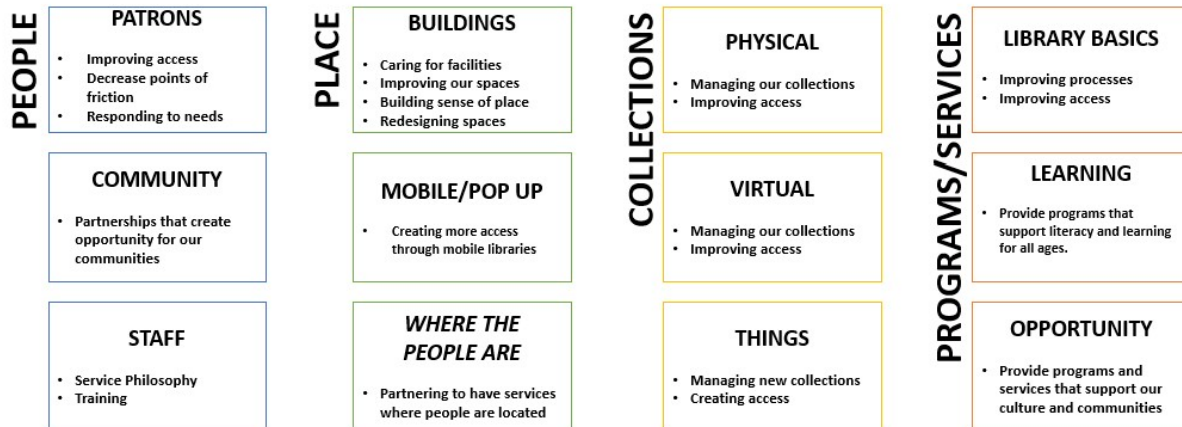 PEOPLE
PATRONS
• Improving access
• Decrease points of
friction
• Responding to needs
COMMUNITY
• Partnerships that create
opportunity for our
communities
STAFF
• Service Philosophy
• Training
PLACE
BUILDINGS
• Caring for facilities
• Improving our spaces
• Building sense of place
• Redesigning spaces
MOBILE/POP UP
• Creating more access
through mobile libraries
WHERE THE
PEOPLE ARE
• Partnering to have services
where people are located
COLLECTIONS
PHYSICAL
• Managing our collections
• Improving access
VIRTUAL
• Managing our collections
• Improving access
THINGS
• Managing new collections
• Creating access
PROGRAMS/SERVICES
LIBRARY BASICS
• Improving processes
• Improving access
LEARNING
• Provide programs that
support literacy and learning
for all ages.
OPPORTUNITY
• Provide programs and
services that support our
culture and communities